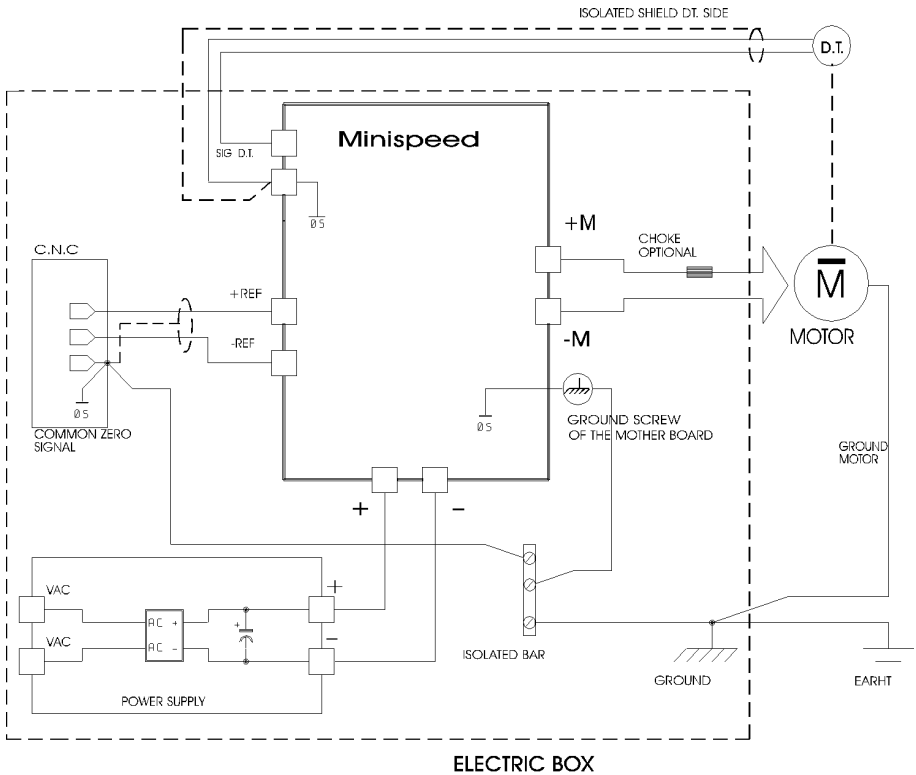 ISOLATED SHIELD DT. SIDE
D.T.
Minispeed
SIG D.T.
0S
+M
CHOKE
OPTIONAL
C.N.C
+REF
-REF
M
-M
MOTOR
0S
0S
GROUND SCREW
OF THE MOTHER BOARD
COMMON ZERO
SIGNAL
GROUND
MOTOR
+ -
VAC
+
AC +
+
VAC
AC -
-
ISOLATED BAR
POWER SUPPLY
GROUND
EARHT
ELECTRIC BOX